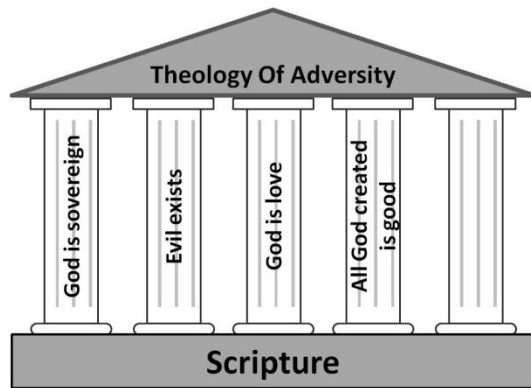 Theology Of Adversity
God is sovereign
Evil exists
God is love
All God created
is good
Scripture